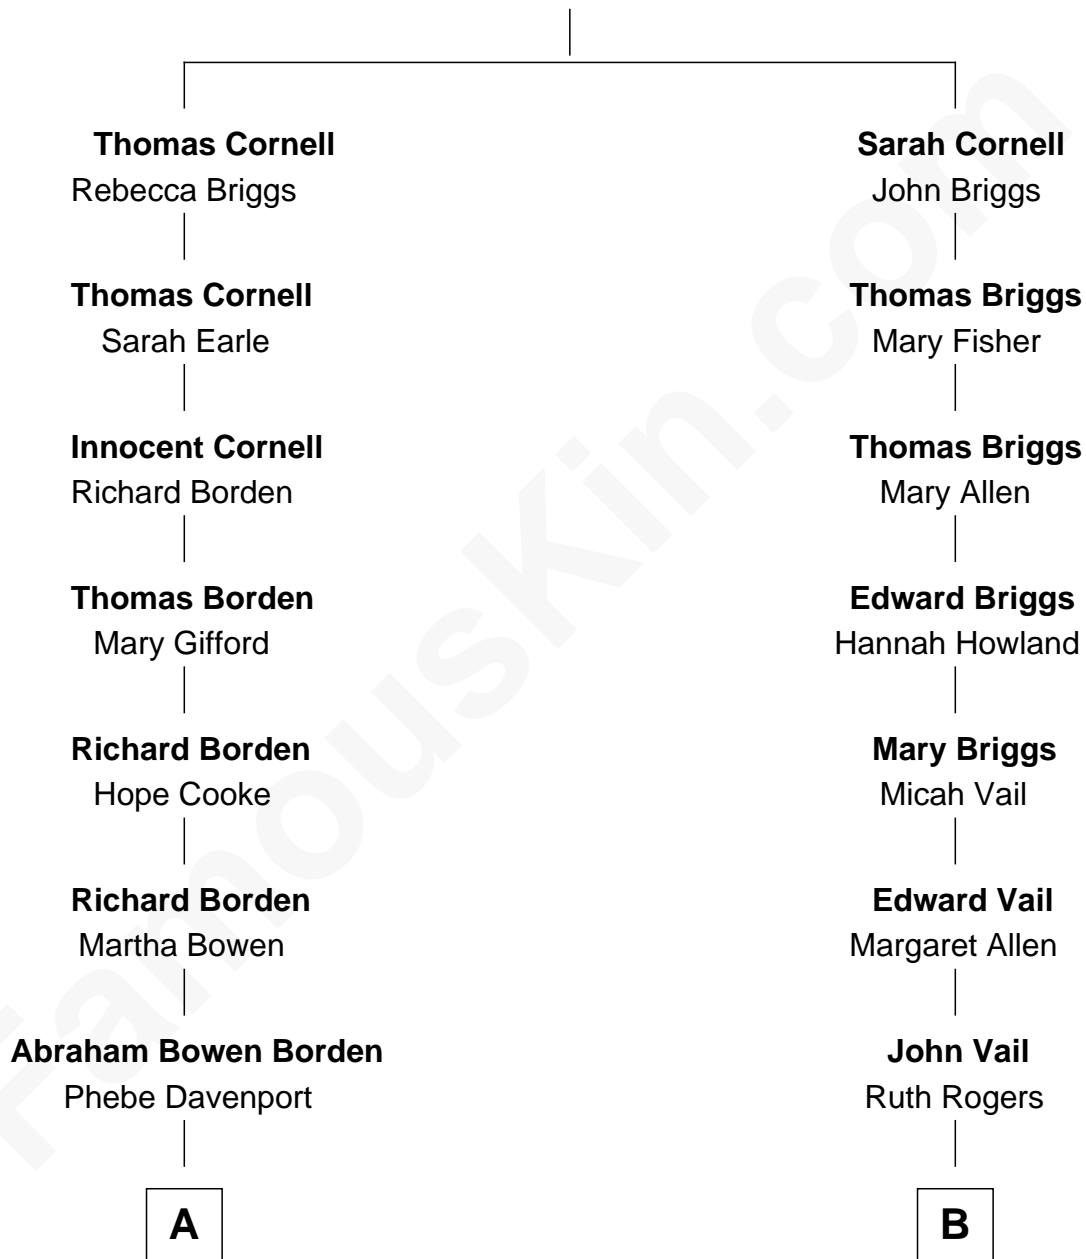 Thomas Cornell
Rebecca Briggs
Thomas Cornell
Sarah Earle
Innocent Cornell
Richard Borden
Thomas Borden
Mary Gifford
Richard Borden
Hope Cooke
Richard Borden
Martha Bowen
Abraham Bowen Borden
Phebe Davenport
A
Sarah Cornell
John Briggs
Thomas Briggs
Mary Fisher
Thomas Briggs
Mary Allen
Edward Briggs
Hannah Howland
Mary Briggs
Micah Vail
Edward Vail
Margaret Allen
John Vail
Ruth Rogers
B
FamousKin.com